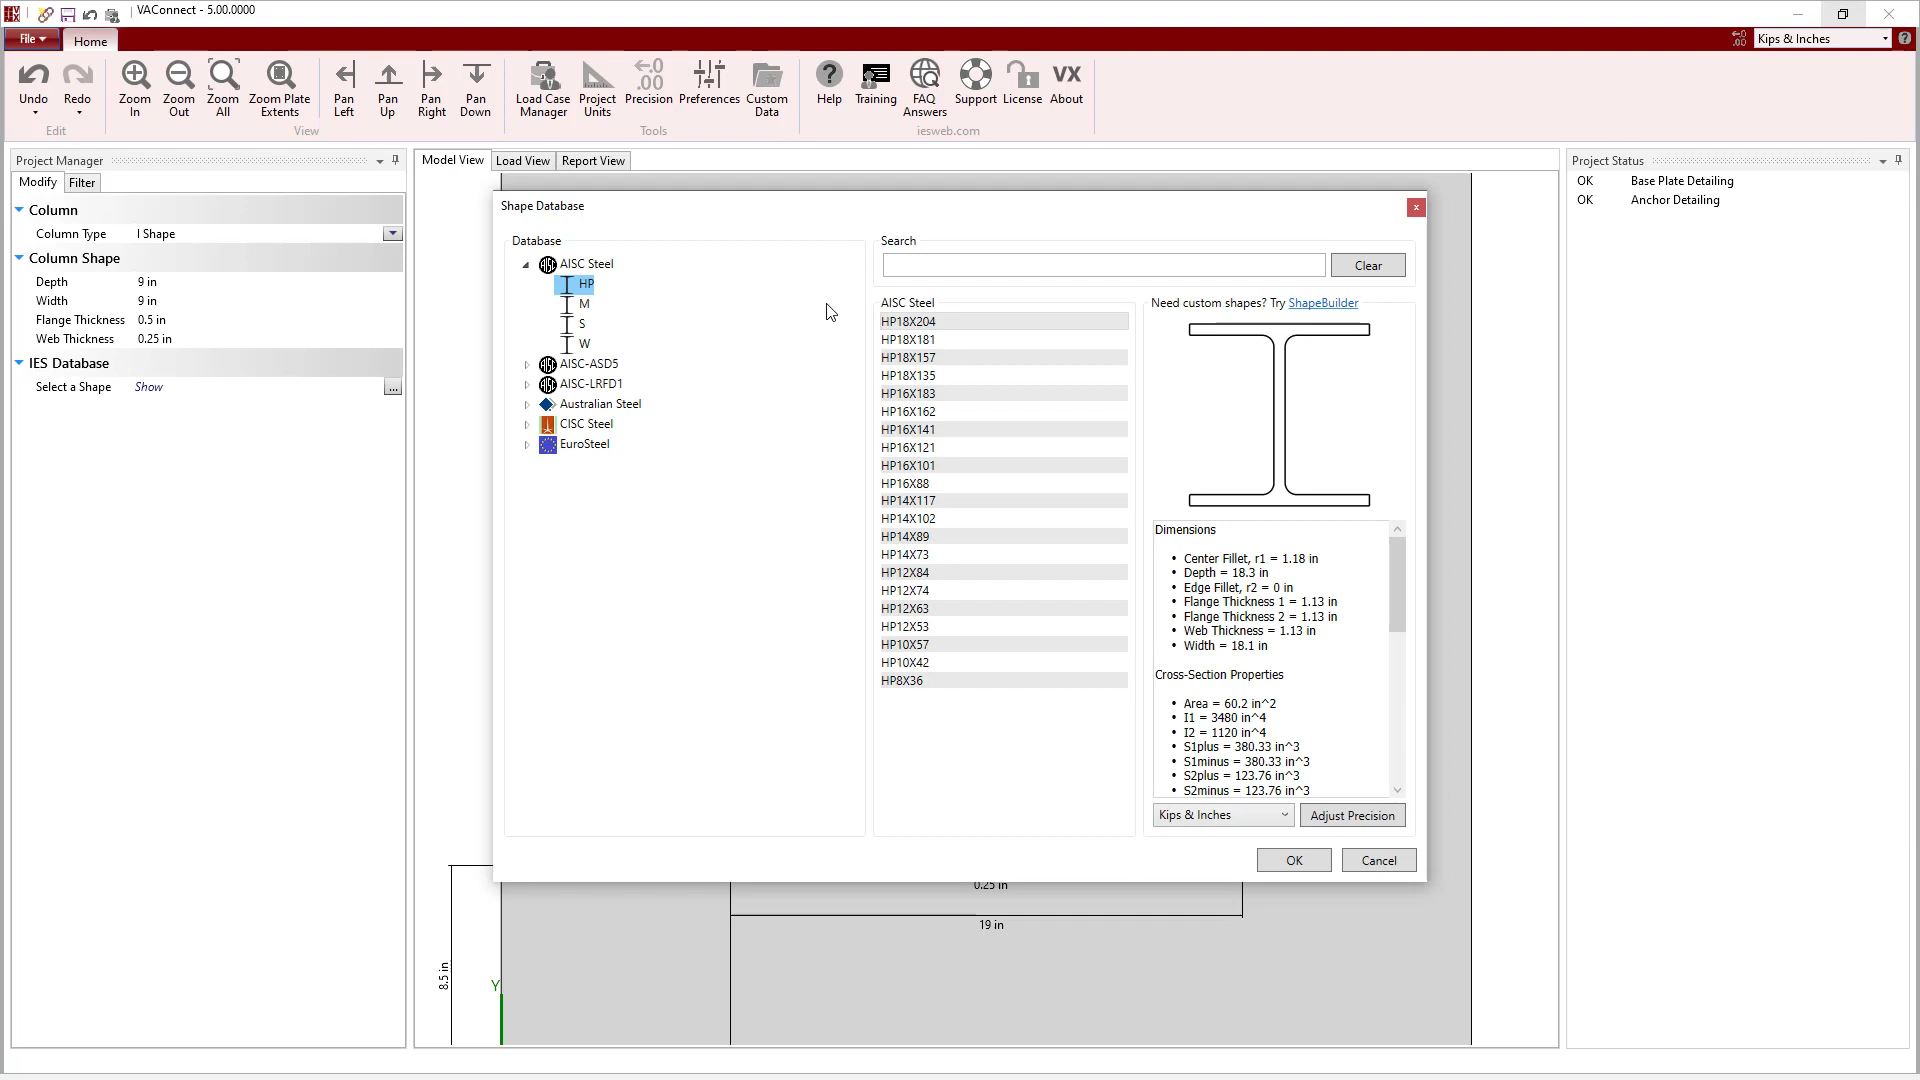 VAConnect - 5.00.0000
File
Home
Kips & Inches
Undo
Redo
Zoom In
Zoom Out
Zoom All
Zoom Plate Extents
Pan Left
Pan Up
Pan Right
Pan Down
Load Case Manager
Project Units
Precision
Preferences
Custom Data
Help
Training
FAQ Answers
Support
License
VX
About
Edit
View
Tools
iesweb.com
Project Manager
Modify
Filter
Column
Column Type I Shape
Column Shape
Depth 9 in
Width 9 in
Flange Thickness 0.5 in
Web Thickness 0.25 in
IES Database
Select a Shape Show ...
Model View
Load View
Report View
Shape Database
Database
AISC Steel
HP
M
S
W
AISC-ASD5
AISC-LRFD1
Australian Steel
CISC Steel
EuroSteel
Search
Clear
AISC Steel
HP18X204
HP18X181
HP18X157
HP18X135
HP16X183
HP16X162
HP16X141
HP16X121
HP16X101
HP16X88
HP14X117
HP14X102
HP14X89
HP14X73
HP12X84
HP12X74
HP12X63
HP12X53
HP10X57
HP10X42
HP8X36
Need custom shapes? Try ShapeBuilder
Dimensions
• Center Fillet, r1 = 1.18 in
• Depth = 18.3 in
• Edge Fillet, r2 = 0 in
• Flange Thickness 1 = 1.13 in
• Flange Thickness 2 = 1.13 in
• Web Thickness = 1.13 in
• Width = 18.1 in
Cross-Section Properties
• Area = 60.2 in^2
• I1 = 3480 in^4
• I2 = 1120 in^4
• S1plus = 380.33 in^3
• S1minus = 380.33 in^3
• S2plus = 123.76 in^3
• S2minus = 123.76 in^3
Kips & Inches
Adjust Precision
OK
Cancel
0.25 in
19 in
8.5 in
Y
Project Status
OK Base Plate Detailing
OK Anchor Detailing